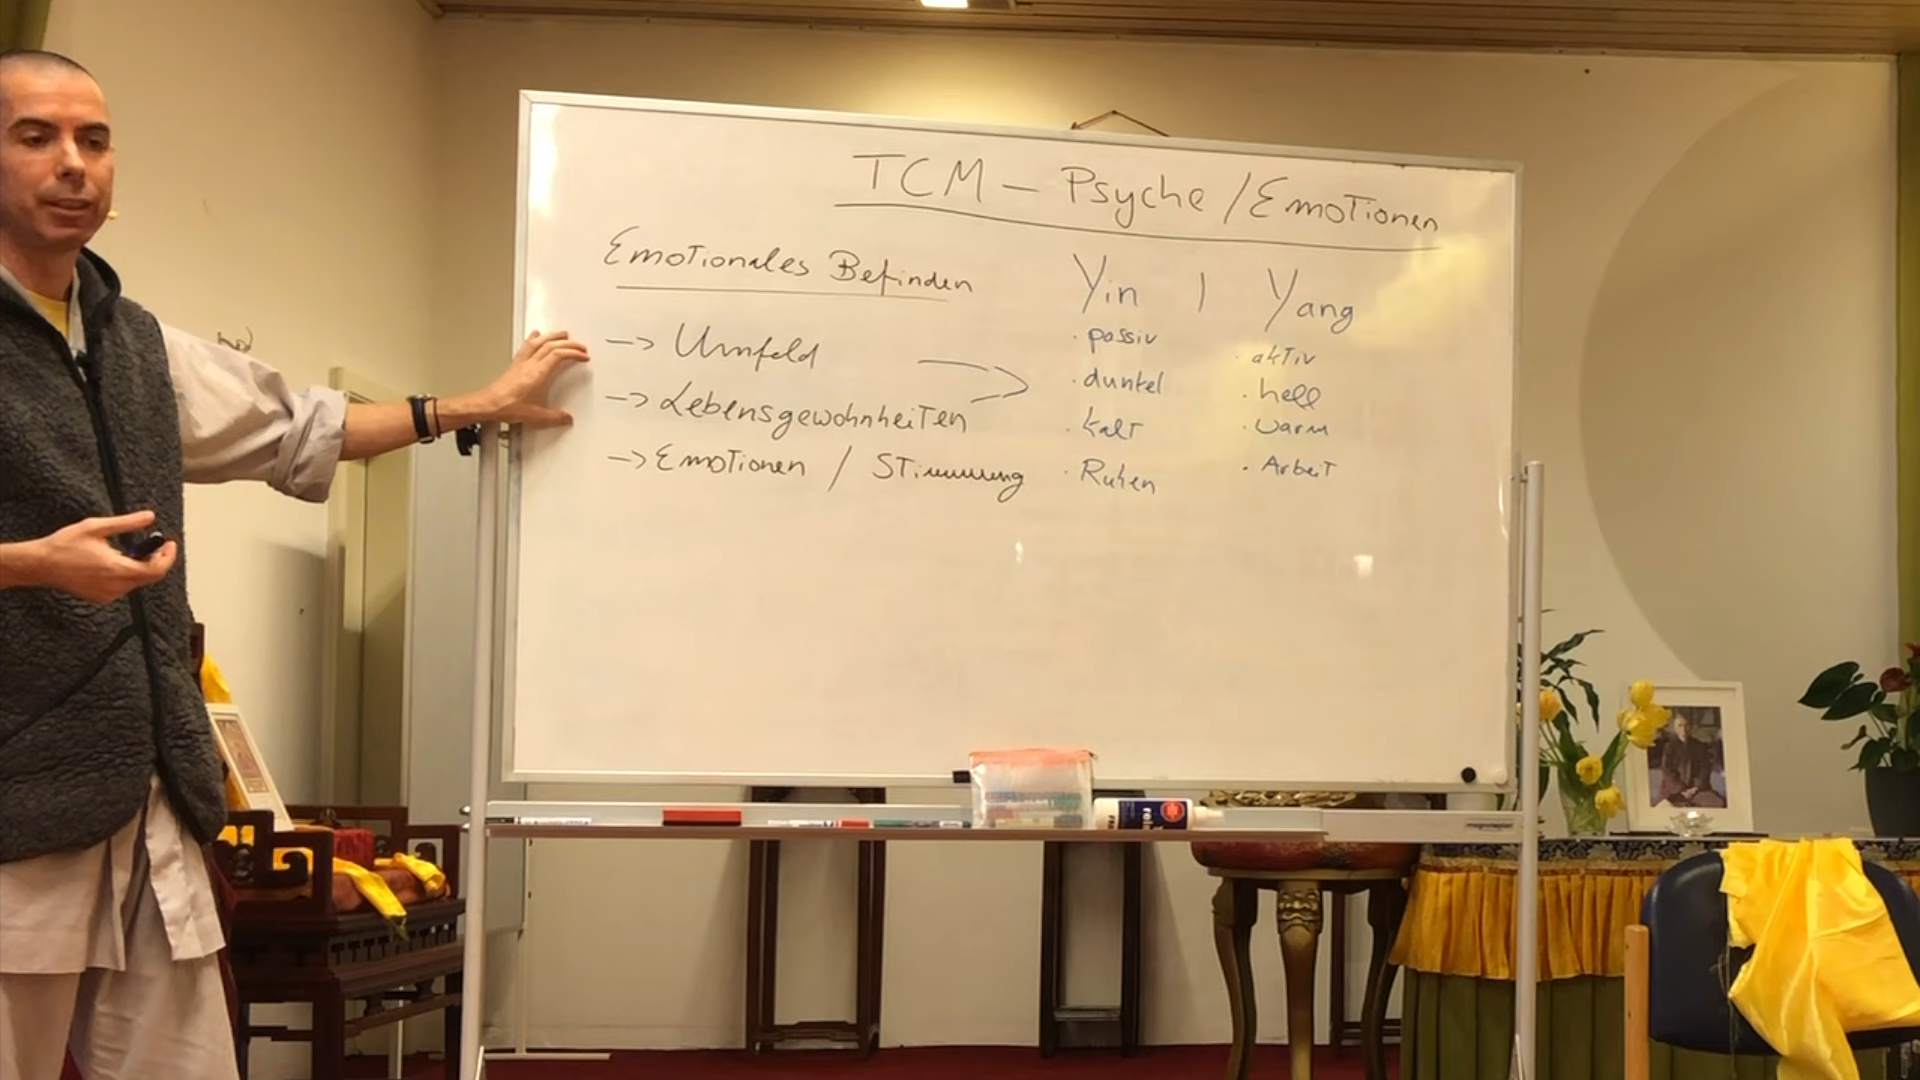 TCM — Psyche / Emotionen
Emotionales Befinden
-> Umfeld
-> Lebensgewohnheiten
-> Emotionen / Stimmung
Yin | Yang
· passiv
· aktiv
· dunkel
· hell
· kalt
· warm
· Ruhen
· Arbeit